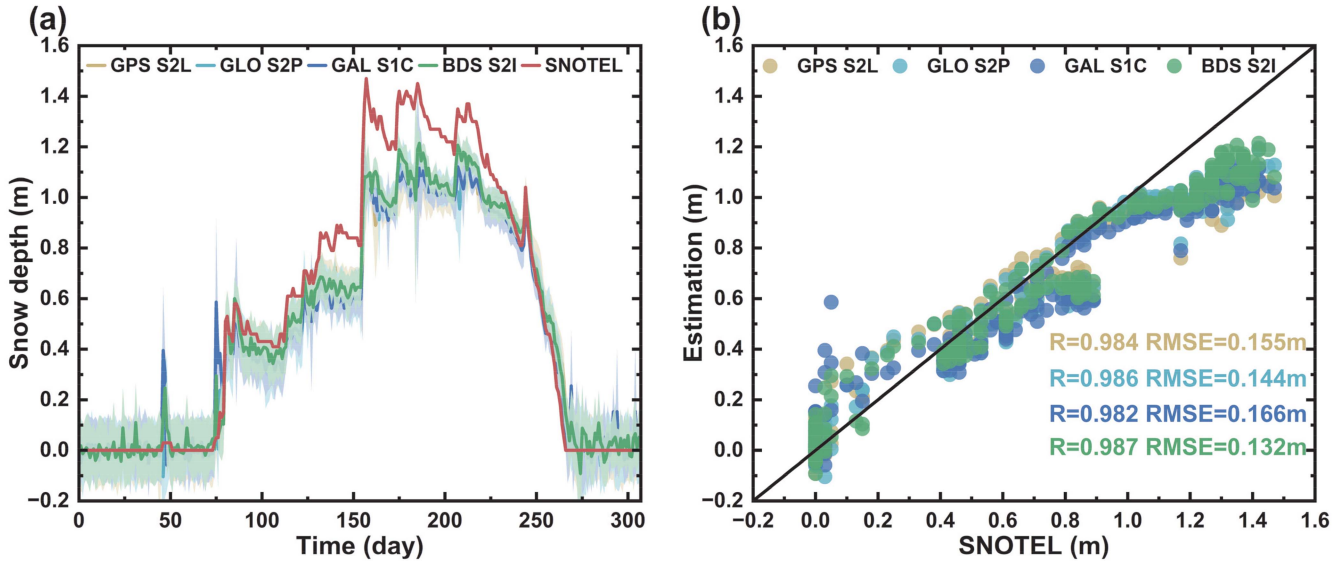 (a)
1.6
1.4
1.2
1.0
0.8
0.6
0.4
0.2
0.0
−0.2
Snow depth (m)
GPS S2L GLO S2P GAL S1C BDS S2I SNOTEL
0 50 100 150 200 250 300
Time (day)
(b)
1.6
1.4
1.2
1.0
0.8
0.6
0.4
0.2
0.0
−0.2
Estimation (m)
GPS S2L GLO S2P GAL S1C BDS S2I
R=0.984 RMSE=0.155m
R=0.986 RMSE=0.144m
R=0.982 RMSE=0.166m
R=0.987 RMSE=0.132m
−0.2 0.0 0.2 0.4 0.6 0.8 1.0 1.2 1.4 1.6
SNOTEL (m)